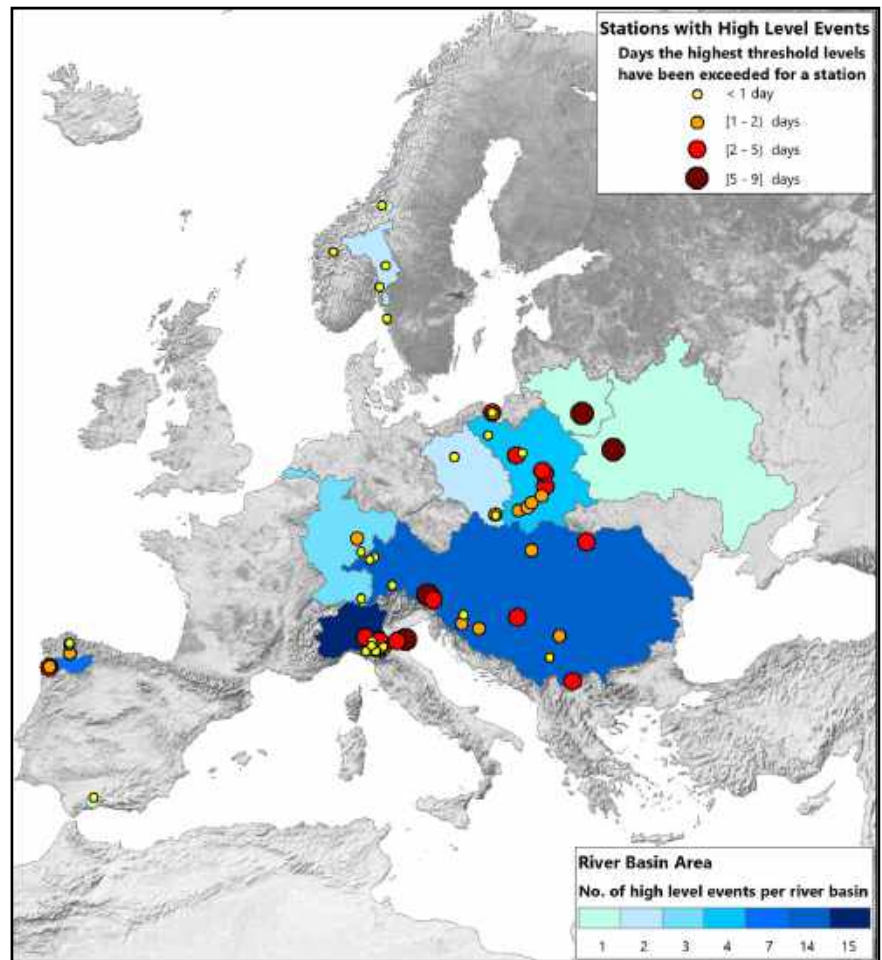 Stations with High Level Events
Days the highest threshold levels
have been exceeded for a station
< 1 day
[1 - 2) days
[2 - 5) days
[5 - 9] days
River Basin Area
No. of high level events per river basin
1 2 3 4 7 14 15